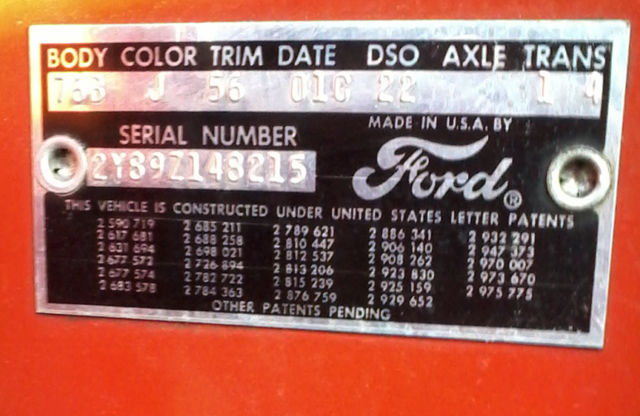 BODY COLOR TRIM DATE DSO AXLE TRANS
76B J 56 01G 22 1 4
SERIAL NUMBER
2Y89Z148215
MADE IN U.S.A. BY
Ford®
THIS VEHICLE IS CONSTRUCTED UNDER UNITED STATES LETTER PATENTS
2 590 719 2 685 211 2 789 621 2 886 341 2 932 291
2 617 681 2 688 258 2 810 447 2 906 140 2 947 373
2 631 694 2 698 021 2 812 537 2 908 262 2 970 007
2 677 572 2 726 894 2 813 206 2 923 830 2 973 670
2 677 574 2 782 722 2 815 239 2 925 159 2 975 775
2 683 578 2 784 363 2 876 759 2 929 652
OTHER PATENTS PENDING